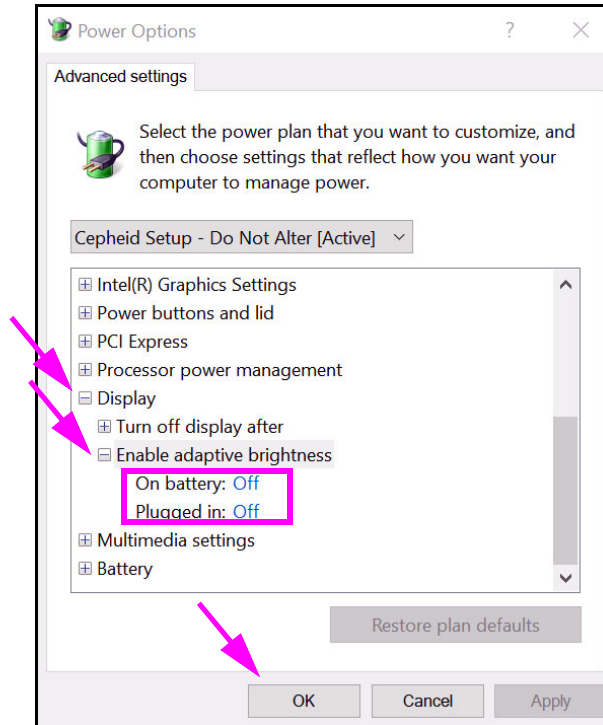 Power Options
Advanced settings
Select the power plan that you want to customize, and
then choose settings that reflect how you want your
computer to manage power.
Cepheid Setup - Do Not Alter [Active]
Intel(R) Graphics Settings
Power buttons and lid
PCI Express
Processor power management
Display
Turn off display after
Enable adaptive brightness
On battery: Off
Plugged in: Off
Multimedia settings
Battery
Restore plan defaults
OK Cancel Apply